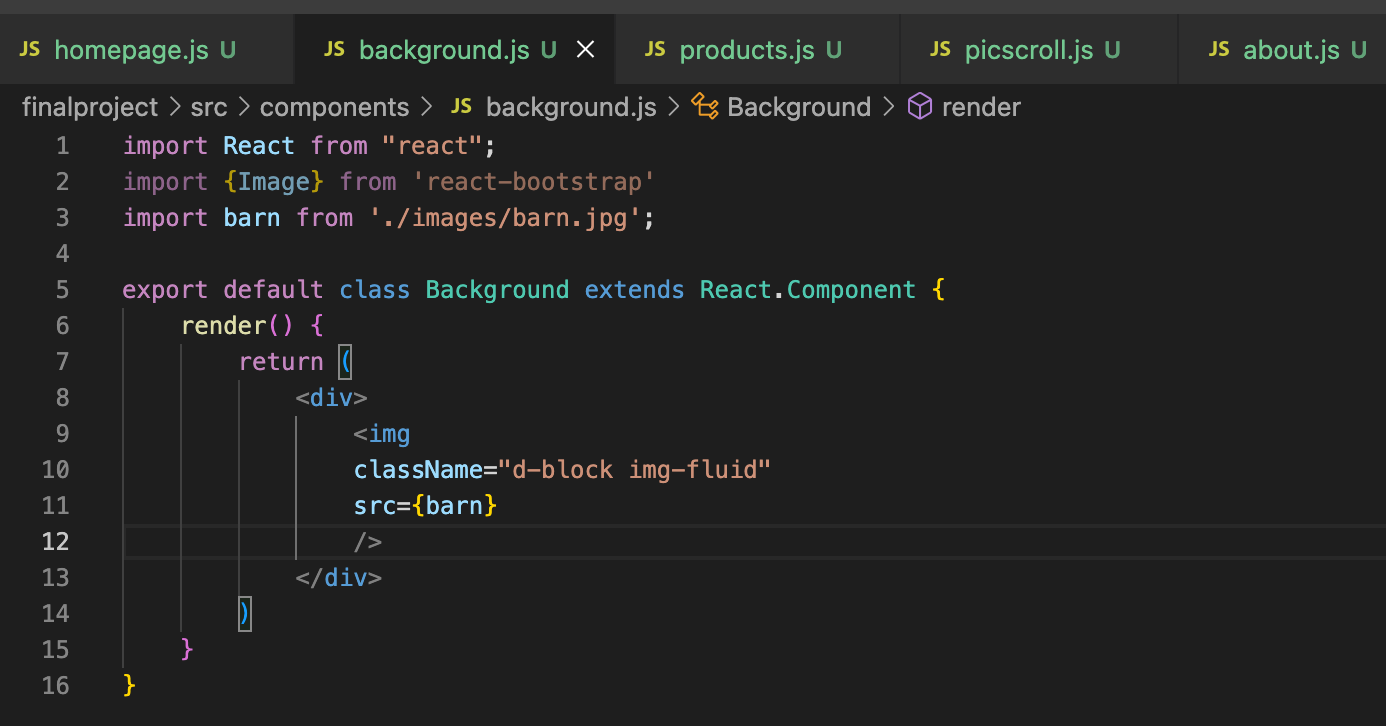 JS homepage.js U JS background.js U JS products.js U JS picscroll.js U JS about.js U
finalproject > src > components > JS background.js > Background > render
1 import React from "react";
2 import {Image} from 'react-bootstrap'
3 import barn from './images/barn.jpg';
4
5 export default class Background extends React.Component {
6 render() {
7 return (
8 <div>
9 <img
10 className="d-block img-fluid"
11 src={barn}
12 />
13 </div>
14 )
15 }
16 }